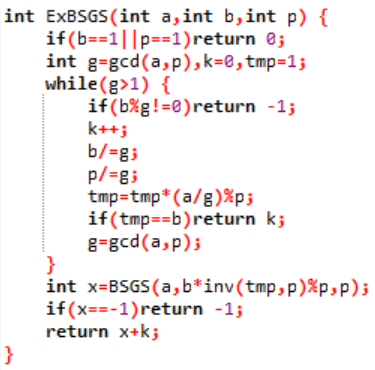 int ExBSGS(int a,int b,int p) {
    if(b==1||p==1)return 0;
    int g=gcd(a,p),k=0,tmp=1;
    while(g>1) {
        if(b%g!=0)return -1;
        k++;
        b/=g;
        p/=g;
        tmp=tmp*(a/g)%p;
        if(tmp==b)return k;
        g=gcd(a,p);
    }
    int x=BSGS(a,b*inv(tmp,p)%p,p);
    if(x==-1)return -1;
    return x+k;
}